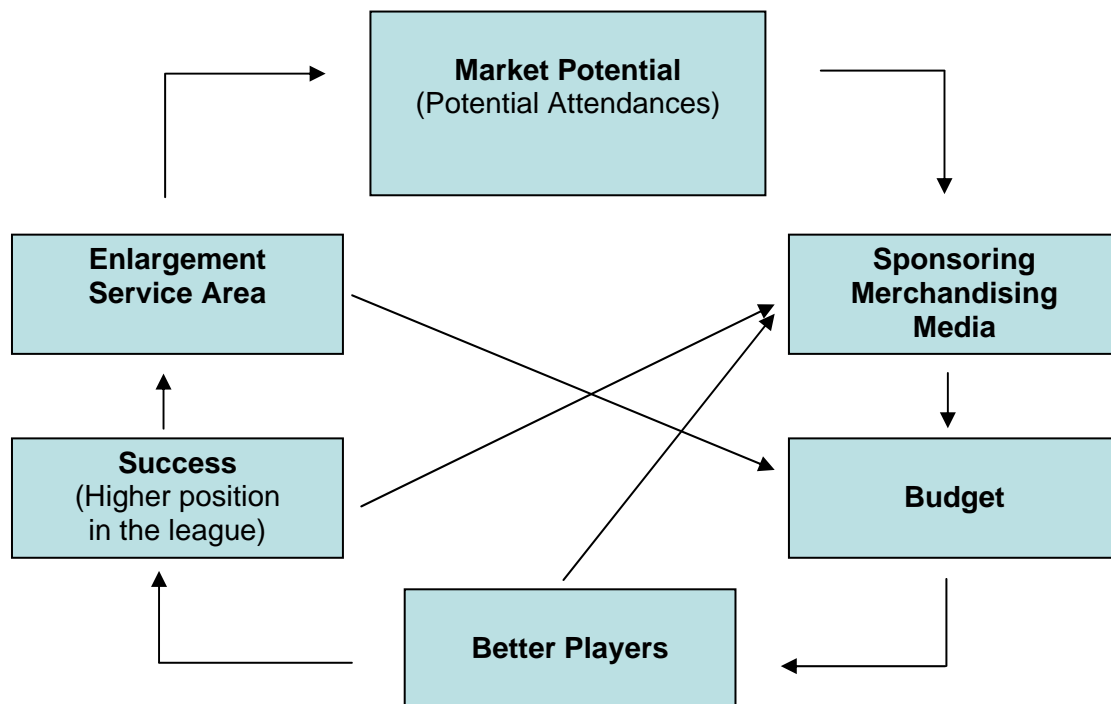 Market Potential
(Potential Attendances)
Enlargement
Service Area
Sponsoring
Merchandising
Media
Success
(Higher position
in the league)
Budget
Better Players